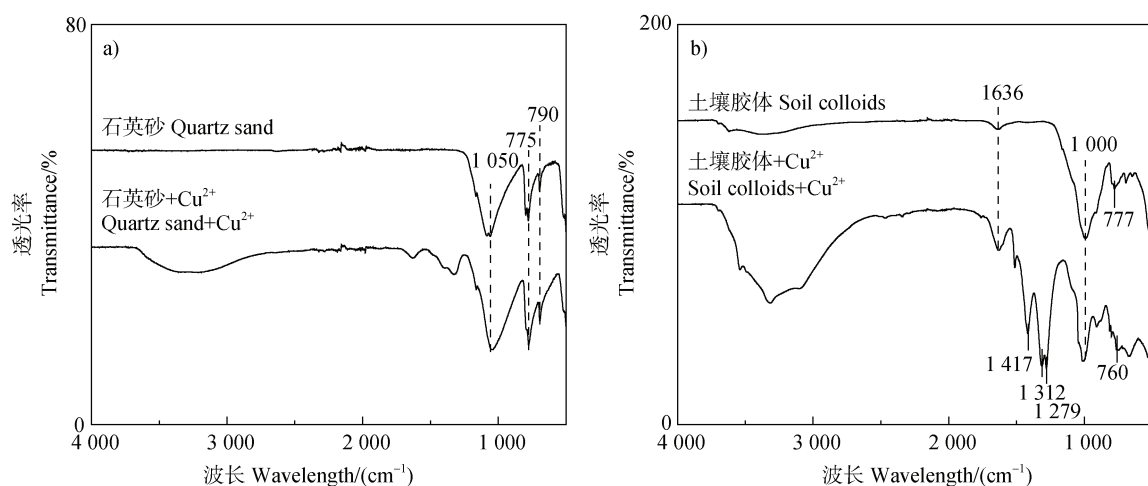 80
a)
石英砂 Quartz sand
790
775
1 050
石英砂+Cu²⁺
Quartz sand+Cu²⁺
透光率
Transmittance/%
0
4 000
3 000
2 000
1 000
波长 Wavelength/(cm⁻¹)
200
b)
土壤胶体 Soil colloids
1636
1 000
土壤胶体+Cu²⁺
Soil colloids+Cu²⁺
777
透光率
Transmittance/%
1 417
760
1 312
1 279
0
4 000
3 000
2 000
1 000
波长 Wavelength/(cm⁻¹)